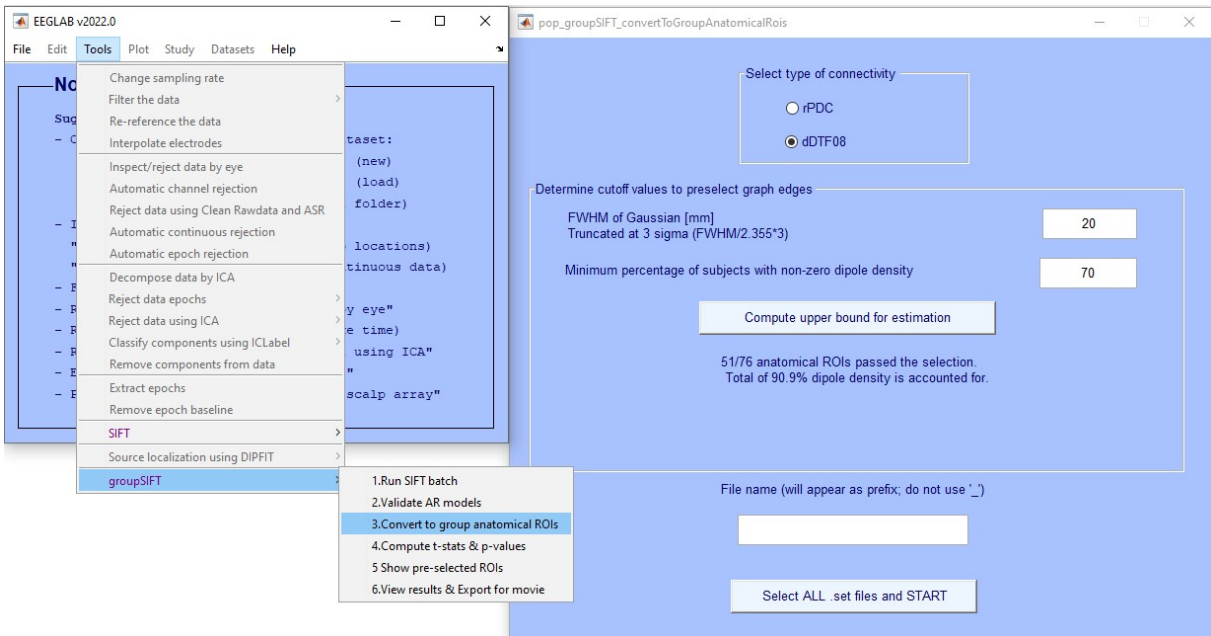 EEGLAB v2022.0
File Edit Tools Plot Study Datasets Help
No
Sug
- C
taset:
(new)
(load)
folder)
- I
"
locations)
"
tinuous data)
- F
- R
y eye"
- R
e time)
- R
using ICA"
- E
"
- F
scalp array"
Change sampling rate
Filter the data
Re-reference the data
Interpolate electrodes
Inspect/reject data by eye
Automatic channel rejection
Reject data using Clean Rawdata and ASR
Automatic continuous rejection
Automatic epoch rejection
Decompose data by ICA
Reject data epochs
Reject data using ICA
Classify components using ICLabel
Remove components from data
Extract epochs
Remove epoch baseline
SIFT
Source localization using DIPFIT
groupSIFT
1.Run SIFT batch
2.Validate AR models
3.Convert to group anatomical ROIs
4.Compute t-stats & p-values
5 Show pre-selected ROIs
6.View results & Export for movie
pop_groupSIFT_convertToGroupAnatomicalRois
Select type of connectivity
rPDC
dDTF08
Determine cutoff values to preselect graph edges
FWHM of Gaussian [mm]
Truncated at 3 sigma (FWHM/2.355*3)
20
Minimum percentage of subjects with non-zero dipole density
70
Compute upper bound for estimation
51/76 anatomical ROIs passed the selection.
Total of 90.9% dipole density is accounted for.
File name (will appear as prefix; do not use '_')
Select ALL .set files and START